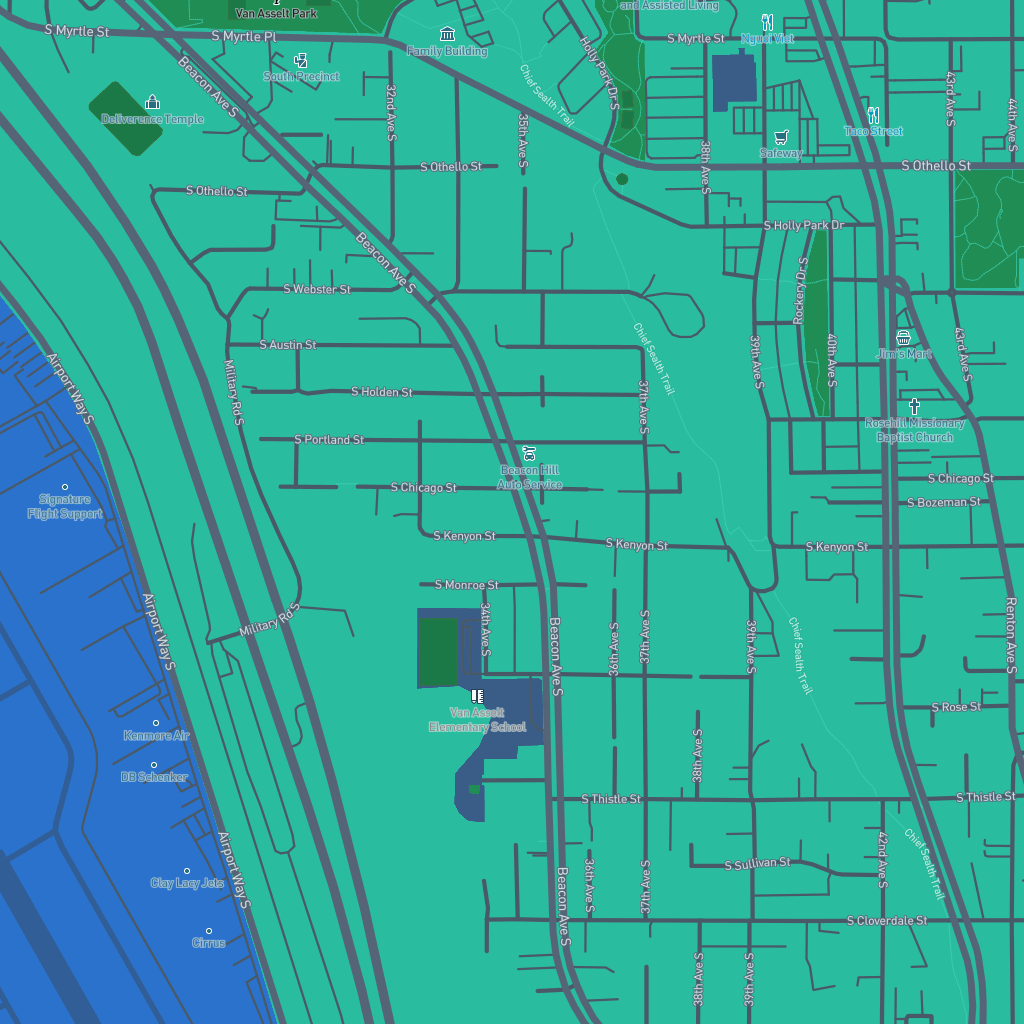 and Assisted Living
Van Asselt Park
S Myrtle St
S Myrtle Pl
Family Building
S Myrtle St
Ngudi Viet
South Precinct
Beacon Ave S
Holly Park Dr S
Chief Sealth Trail
32nd Ave S
43rd Ave S
44th Ave S
Deliverence Temple
35th Ave S
Taco Street
38th Ave S
Safeway
S Othello St
S Othello St
S Othello St
S Holly Park Dr
Beacon Ave S
Rockery Dr S
S Webster St
Chief Sealth Trail
S Austin St
39th Ave S
40th Ave S
Jim's Mart
43rd Ave S
Airport Way S
Military Rd S
S Holden St
37th Ave S
Rosehill Missionary
Baptist Church
S Portland St
Beacon Hill
Auto Service
S Chicago St
S Chicago St
Signature
Flight Support
S Bozeman St
S Kenyon St
S Kenyon St
S Kenyon St
S Monroe St
Airport Way S
Military Rd S
34th Ave S
Beacon Ave S
36th Ave S
37th Ave S
39th Ave S
Chief Sealth Trail
Renton Ave S
Van Asselt
Elementary School
S Rose St
Kenmore Air
38th Ave S
DB Schenker
S Thistle St
S Thistle St
Airport Way S
42nd Ave S
Chief Sealth Trail
S Sullivan St
36th Ave S
37th Ave S
Clay Lacy Jets
Beacon Ave S
S Cloverdale St
Cirrus
38th Ave S
39th Ave S